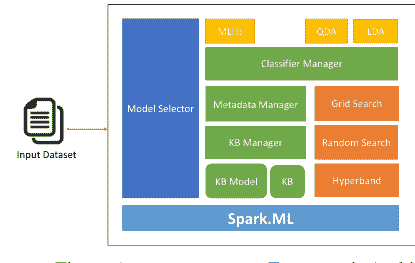 MLlib
QDA
LDA
Classifier Manager
Model Selector
Metadata Manager
Grid Search
Input Dataset
KB Manager
Random Search
KB Model
KB
Hyperband
Spark.ML